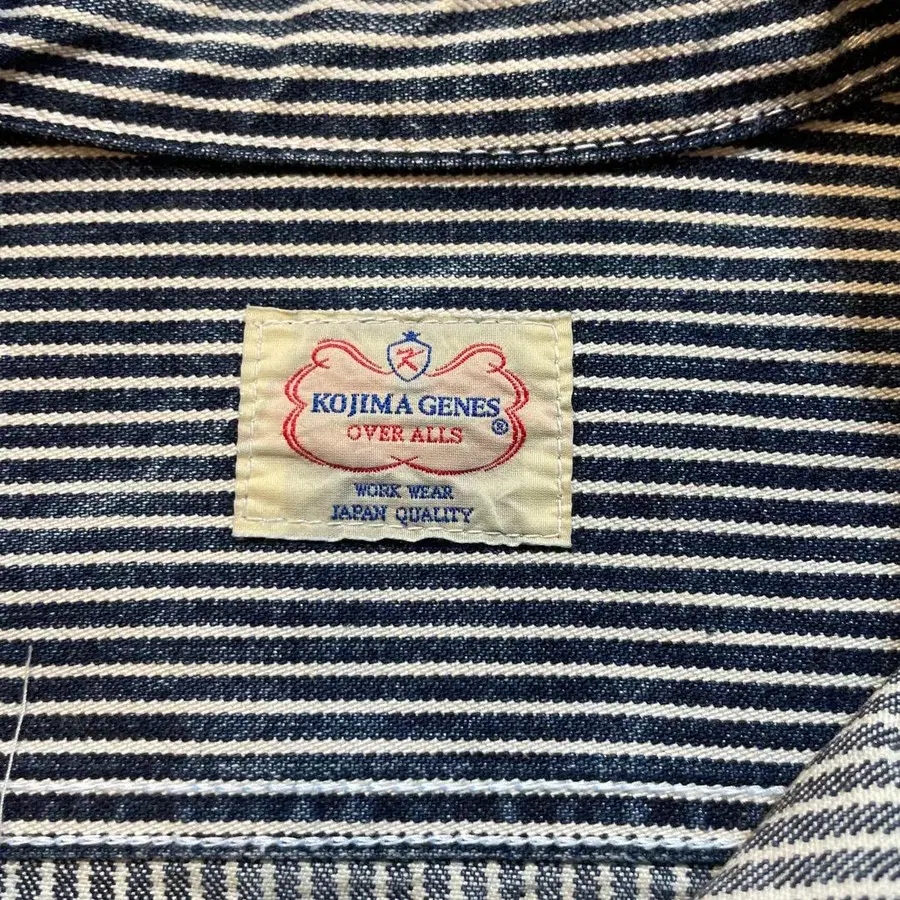 K
KOJIMA GENES®
OVER ALLS
WORK WEAR
JAPAN QUALITY